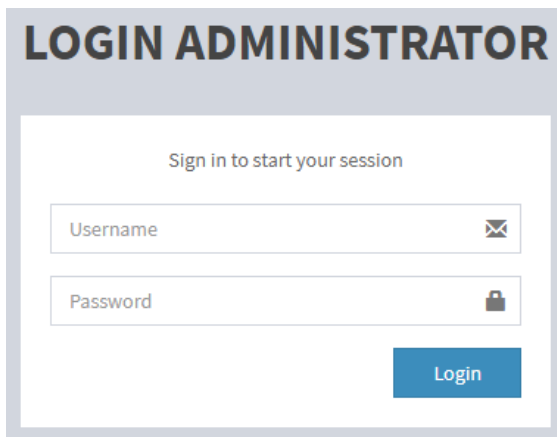 LOGIN ADMINISTRATOR
Sign in to start your session
Username
Password
Login